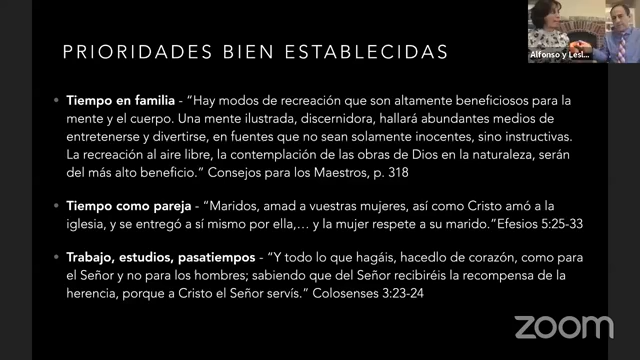 Alfonso y Lesl...
PRIORIDADES BIEN ESTABLECIDAS
• Tiempo en familia - “Hay modos de recreación que son altamente beneficiosos para la
mente y el cuerpo. Una mente ilustrada, discernidora, hallará abundantes medios de
entretenerse y divertirse, en fuentes que no sean solamente inocentes, sino instructivas.
La recreación al aire libre, la contemplación de las obras de Dios en la naturaleza, serán
del más alto beneficio.” Consejos para los Maestros, p. 318
• Tiempo como pareja - “Maridos, amad a vuestras mujeres, así como Cristo amó a la
iglesia, y se entregó a sí mismo por ella,… y la mujer respete a su marido.”Efesios 5:25-33
• Trabajo, estudios, pasatiempos - “Y todo lo que hagáis, hacedlo de corazón, como para
el Señor y no para los hombres; sabiendo que del Señor recibiréis la recompensa de la
herencia, porque a Cristo el Señor servís.” Colosenses 3:23-24
zoom